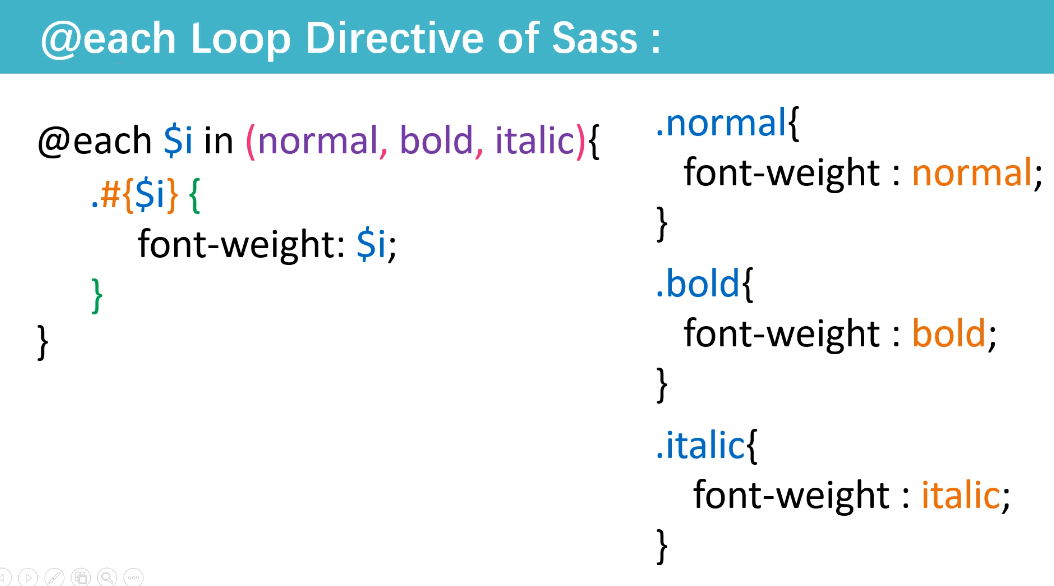 @each Loop Directive of Sass :
@each $i in (normal, bold, italic){
.#{$i} {
font-weight: $i;
}
}
.normal{
font-weight : normal;
}
.bold{
font-weight : bold;
}
.italic{
font-weight : italic;
}